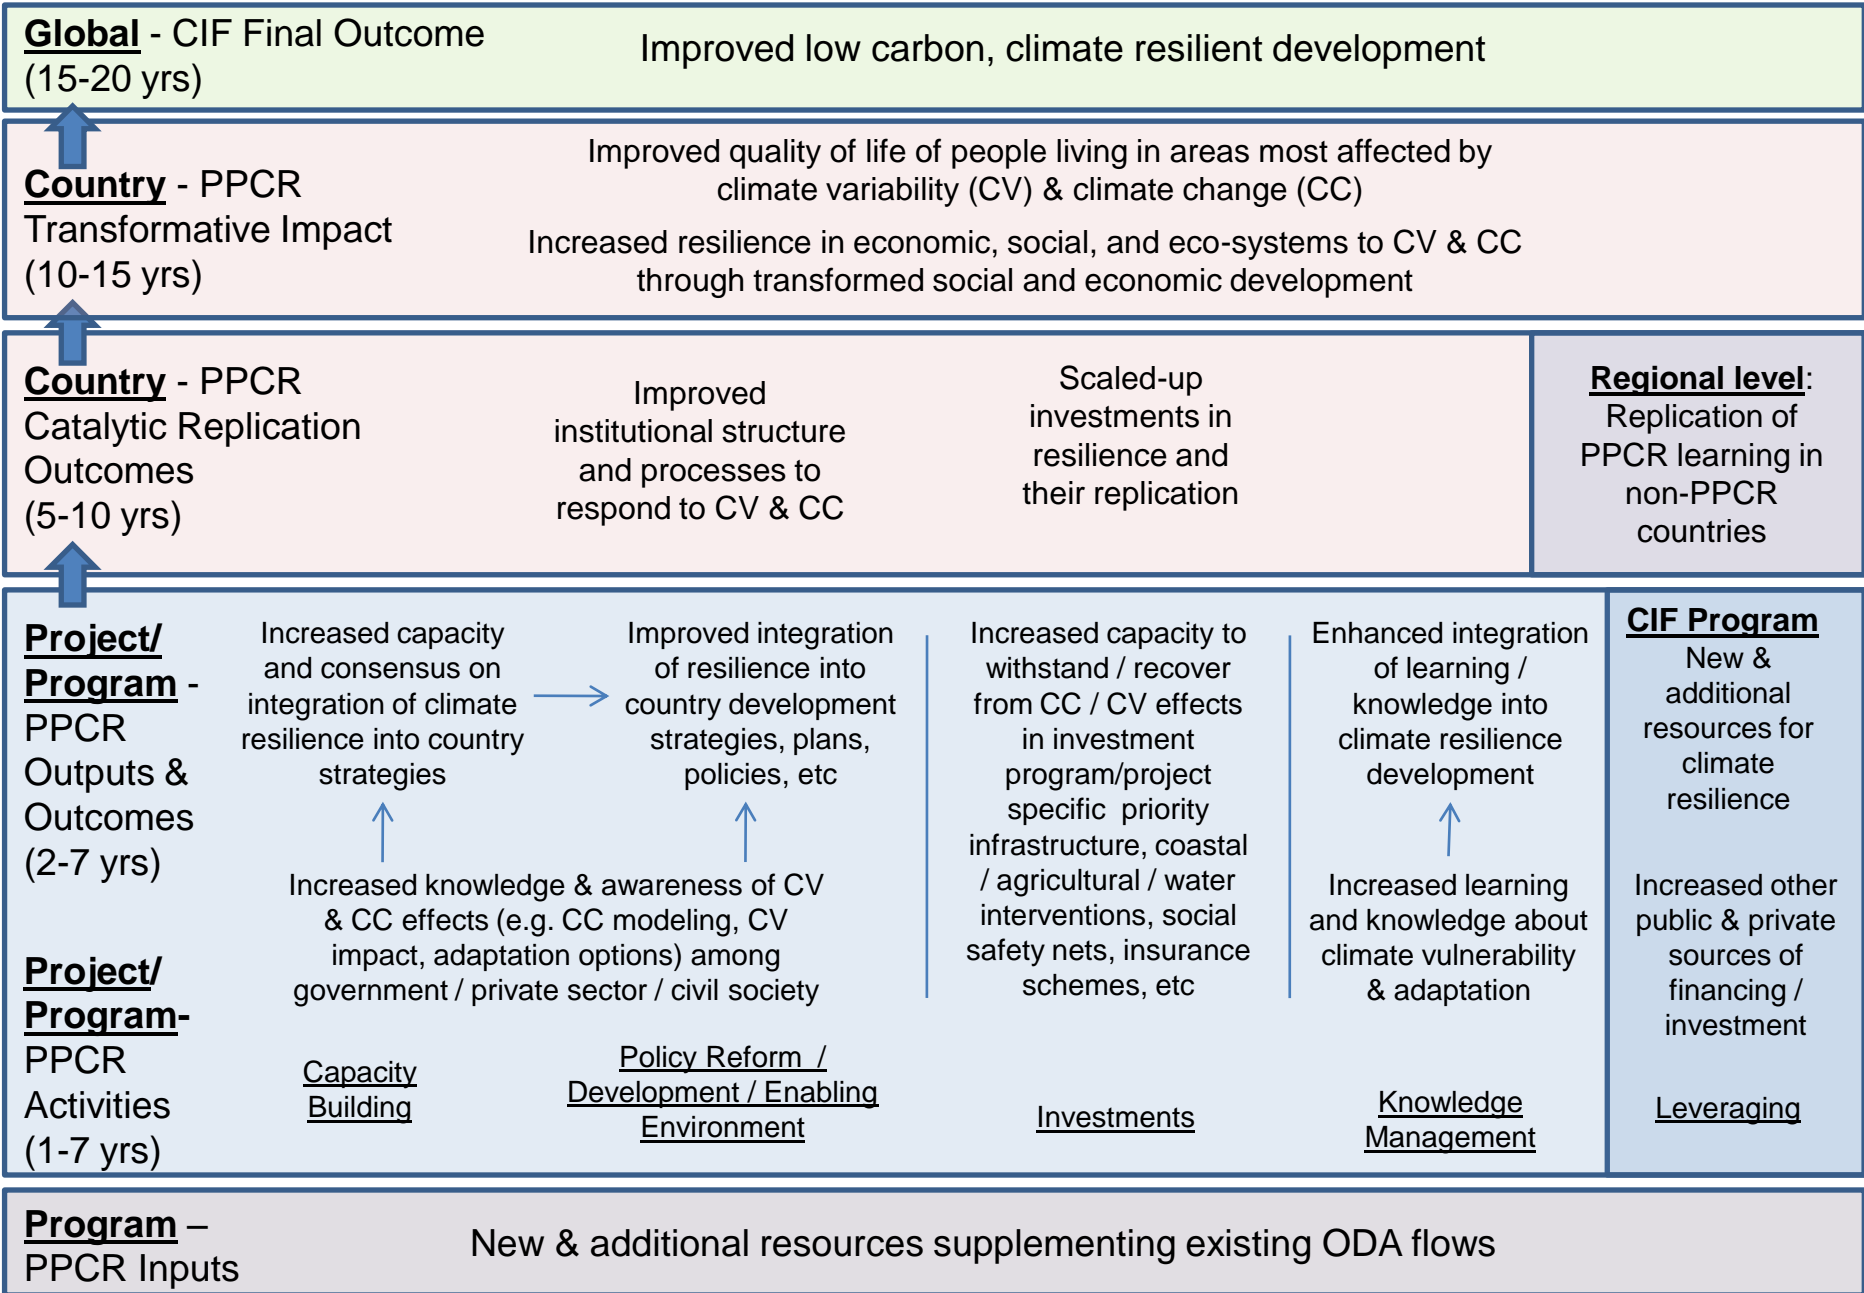 Global - CIF Final Outcome
(15-20 yrs)
Improved low carbon, climate resilient development
Country - PPCR
Transformative Impact
(10-15 yrs)
Improved quality of life of people living in areas most affected by
climate variability (CV) & climate change (CC)
Increased resilience in economic, social, and eco-systems to CV & CC
through transformed social and economic development
Country - PPCR
Catalytic Replication
Outcomes
(5-10 yrs)
Improved
institutional structure
and processes to
respond to CV & CC
Scaled-up
investments in
resilience and
their replication
Regional level:
Replication of
PPCR learning in
non-PPCR
countries
Project/
Program -
PPCR
Outputs &
Outcomes
(2-7 yrs)
Increased capacity
and consensus on
integration of climate
resilience into country
strategies
Improved integration
of resilience into
country development
strategies, plans,
policies, etc
Increased knowledge & awareness of CV
& CC effects (e.g. CC modeling, CV
impact, adaptation options) among
government / private sector / civil society
Increased capacity to
withstand / recover
from CC / CV effects
in investment
program/project
specific priority
infrastructure, coastal
/ agricultural / water
interventions, social
safety nets, insurance
schemes, etc
Enhanced integration
of learning /
knowledge into
climate resilience
development
Increased learning
and knowledge about
climate vulnerability
& adaptation
CIF Program
New &
additional
resources for
climate
resilience
Increased other
public & private
sources of
financing /
investment
Project/
Program-
PPCR
Activities
(1-7 yrs)
Capacity
Building
Policy Reform /
Development / Enabling
Environment
Investments
Knowledge
Management
Leveraging
Program –
PPCR Inputs
New & additional resources supplementing existing ODA flows